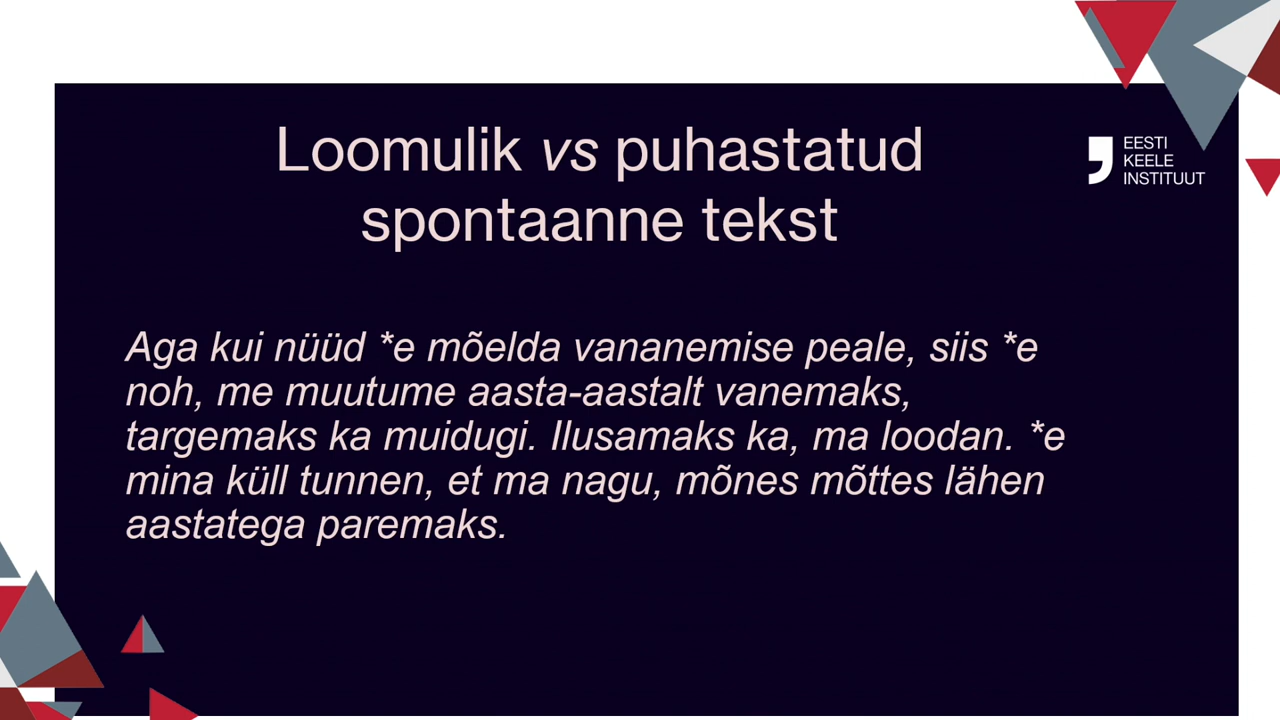 Loomulik vs puhastatud
spontaanne tekst
EESTI
KEELE
INSTITUUT
Aga kui nüüd *e mõelda vananemise peale, siis *e
noh, me muutume aasta-aastalt vanemaks,
targemaks ka muidugi. Ilusamaks ka, ma loodan. *e
mina küll tunnen, et ma nagu, mõnes mõttes lähen
aastatega paremaks.